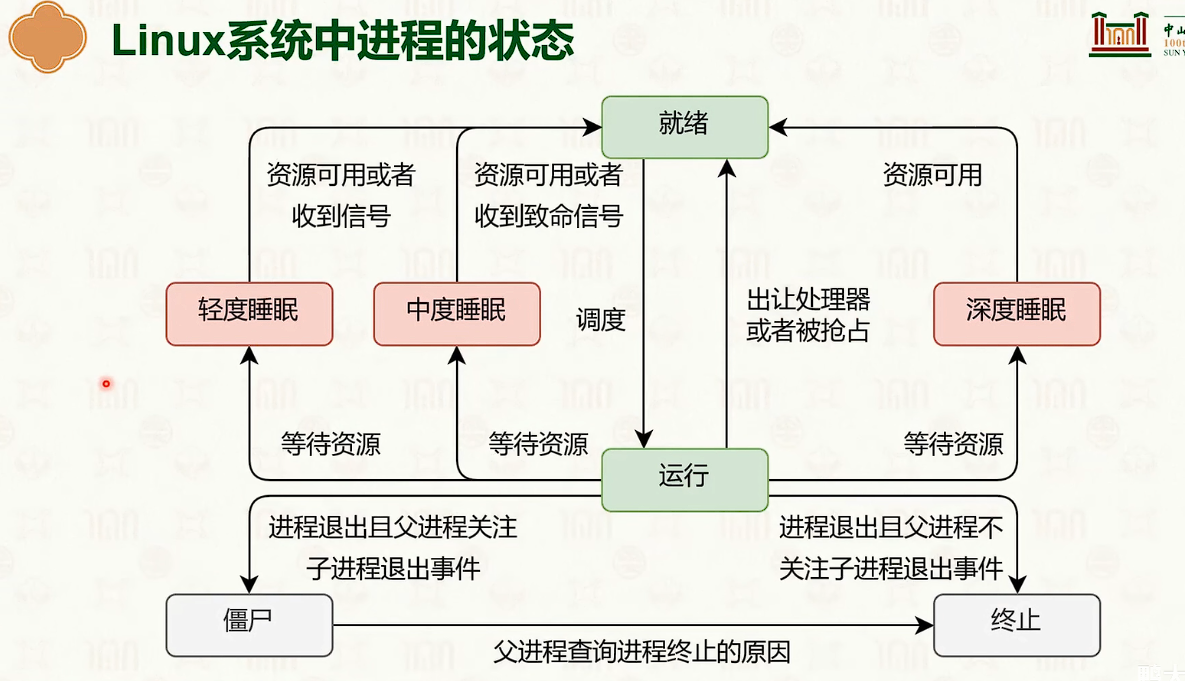 Linux系统中进程的状态
中山
SUN Y
就绪
资源可用或者
收到信号
资源可用或者
收到致命信号
资源可用
轻度睡眠
中度睡眠
调度
出让处理器
或者被抢占
深度睡眠
等待资源
等待资源
等待资源
运行
进程退出且父进程关注
子进程退出事件
进程退出且父进程不
关注子进程退出事件
僵尸
终止
父进程查询进程终止的原因